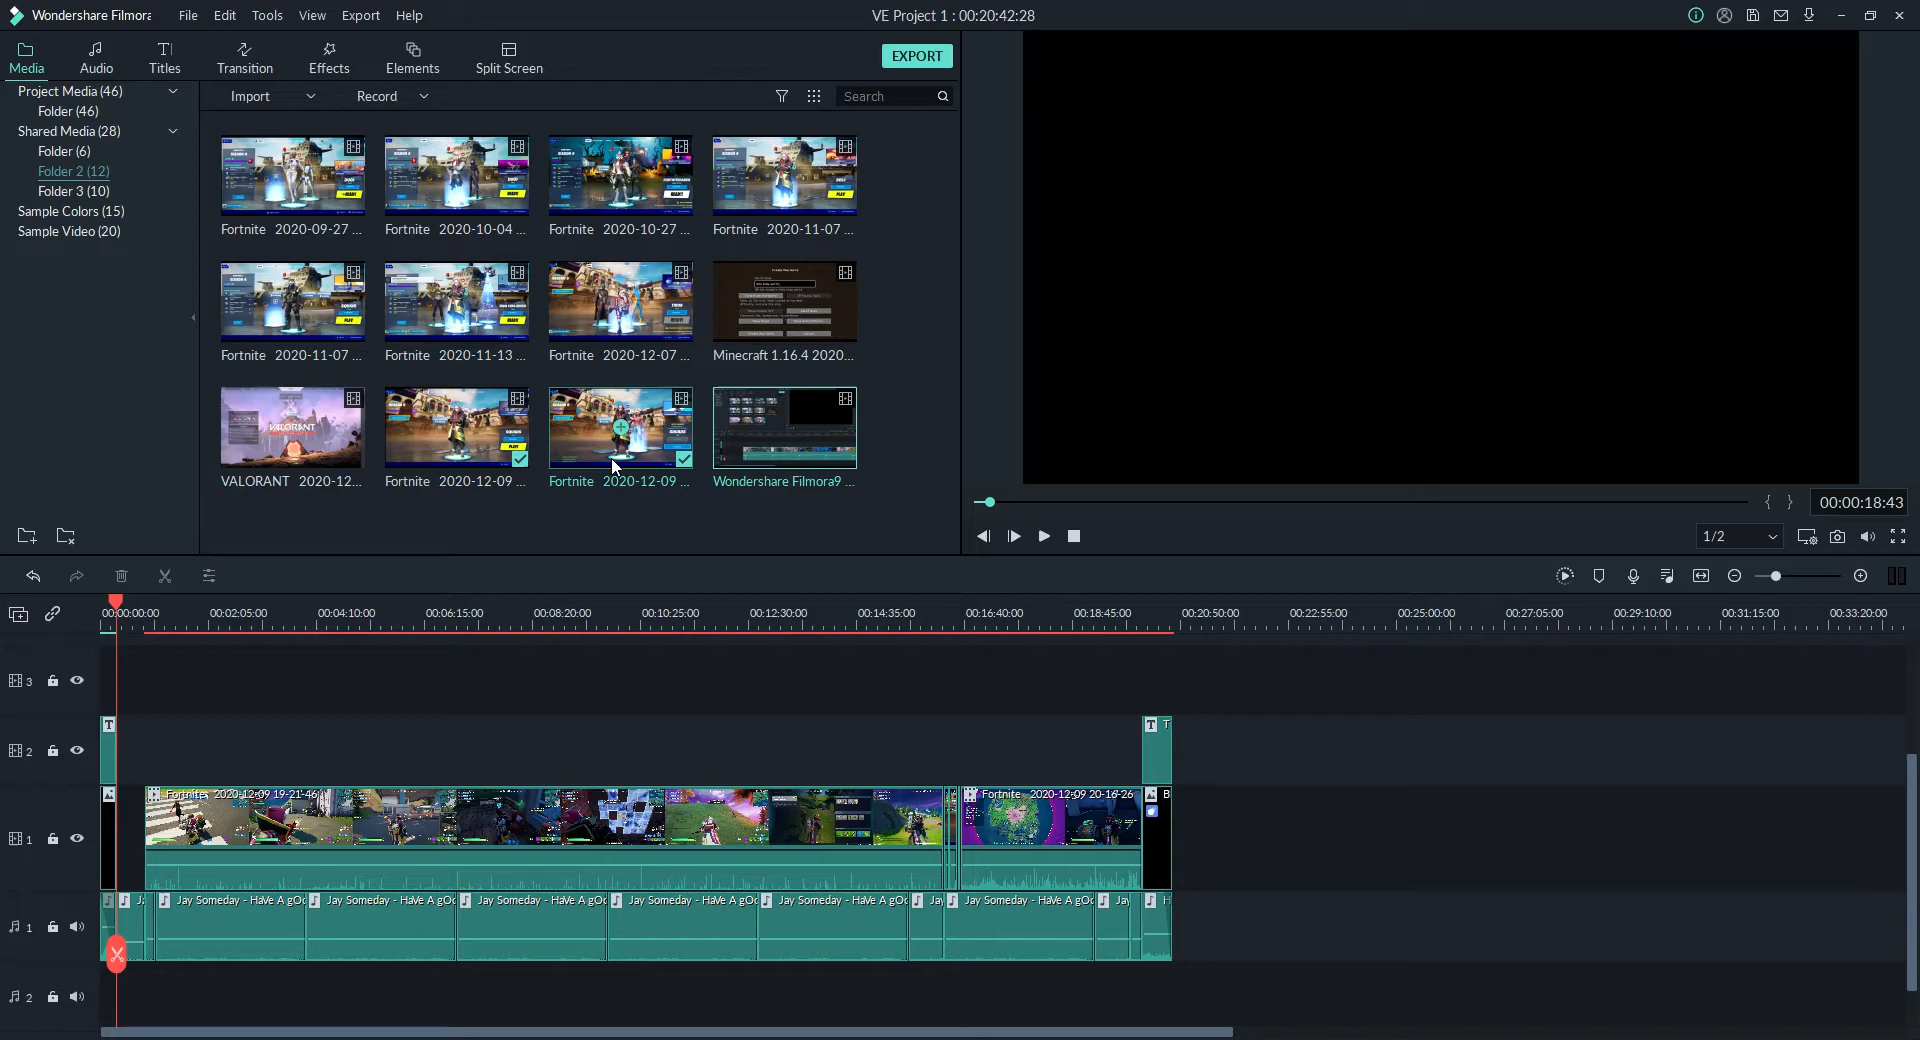 Wondershare Filmora
File
Edit
Tools
View
Export
Help
VE Project 1 : 00:20:42:28
Media
Audio
Titles
Transition
Effects
Elements
Split Screen
EXPORT
Project Media (46)
Folder (46)
Shared Media (28)
Folder (6)
Folder 2 (12)
Folder 3 (10)
Sample Colors (15)
Sample Video (20)
Import
Record
Search
Fortnite 2020-09-27 ...
Fortnite 2020-10-04 ...
Fortnite 2020-10-27 ...
Fortnite 2020-11-07 ...
Fortnite 2020-11-07 ...
Fortnite 2020-11-13 ...
Fortnite 2020-12-07 ...
Minecraft 1.16.4 2020...
VALORANT
VALORANT 2020-12...
Fortnite 2020-12-09 ...
Fortnite 2020-12-09 ...
Wondershare Filmora9 ...
{ }
00:00:18:43
1/2
00:00:00:00
00:02:05:00
00:04:10:00
00:06:15:00
00:08:20:00
00:10:25:00
00:12:30:00
00:14:35:00
00:16:40:00
00:18:45:00
00:20:50:00
00:22:55:00
00:25:00:00
00:27:05:00
00:29:10:00
00:31:15:00
00:33:20:00
3
2
T
T T
1
Fortnite 2020-12-09 19-21-46
Fortnite 2020-12-09 20-16-26
B
1
Ja
Jay Someday - HaVe A gOo
Jay Someday - HaVe A gOo
Jay Someday - HaVe A gOo
Jay Someday - HaVe A gOo
Jay Someday - HaVe A gOo
Jay
Jay Someday - HaVe A gOo
Jay
H
2